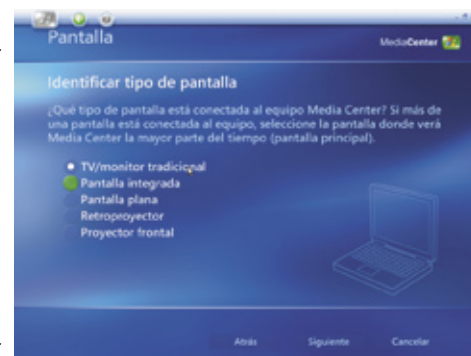 Pantalla
MediaCenter
Identificar tipo de pantalla
¿Qué tipo de pantalla está conectada al equipo Media Center? Si más de
una pantalla está conectada al equipo, seleccione la pantalla donde verá
Media Center la mayor parte del tiempo (pantalla principal).
TV/monitor tradicional
Pantalla integrada
Pantalla plana
Retroproyector
Proyector frontal
Atrás Siguiente Cancelar